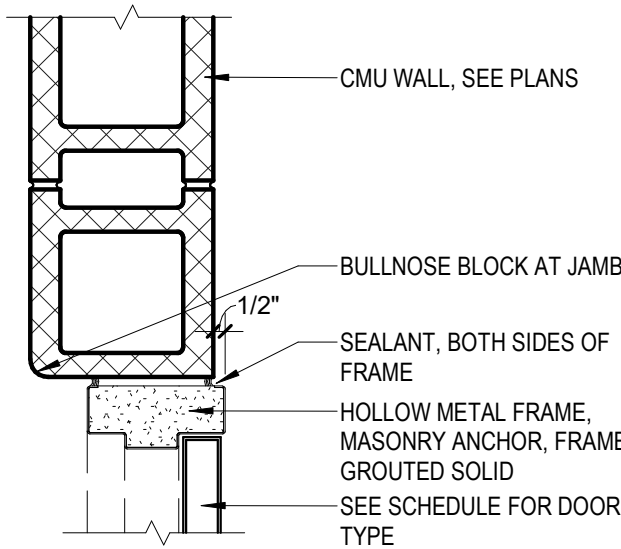 CMU WALL, SEE PLANS
BULLNOSE BLOCK AT JAMB
1/2"
SEALANT, BOTH SIDES OF
FRAME
HOLLOW METAL FRAME,
MASONRY ANCHOR, FRAME
GROUTED SOLID
SEE SCHEDULE FOR DOOR
TYPE